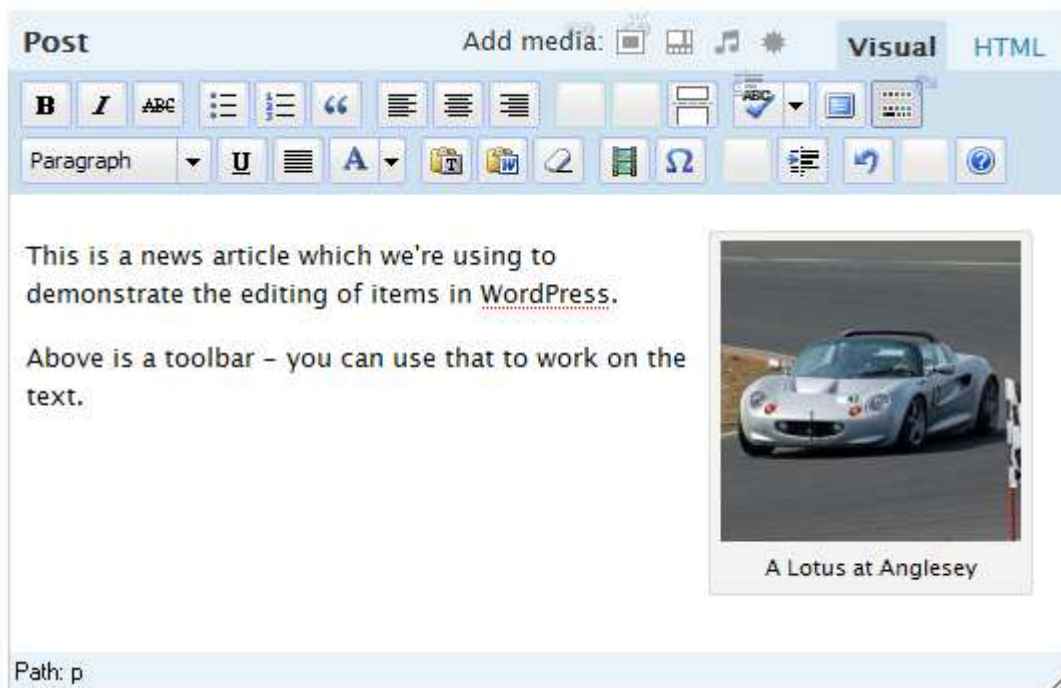 Post Add media: Visual HTML
B I ABC ABC
Paragraph U A T W Ω ?
This is a news article which we're using to
demonstrate the editing of items in WordPress.
Above is a toolbar – you can use that to work on the
text.
A Lotus at Anglesey
Path: p